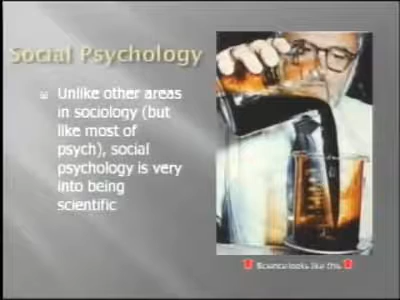 Social Psychology
Unlike other areas
in sociology (but
like most of
psych), social
psychology is very
into being
scientific
Science looks like this